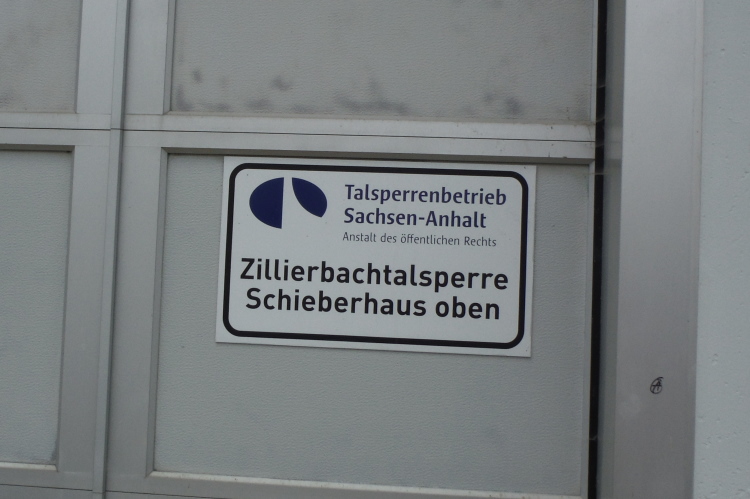 Talsperrenbetrieb
Sachsen-Anhalt
Anstalt des öffentlichen Rechts
Zillierbachtalsperre
Schieberhaus oben